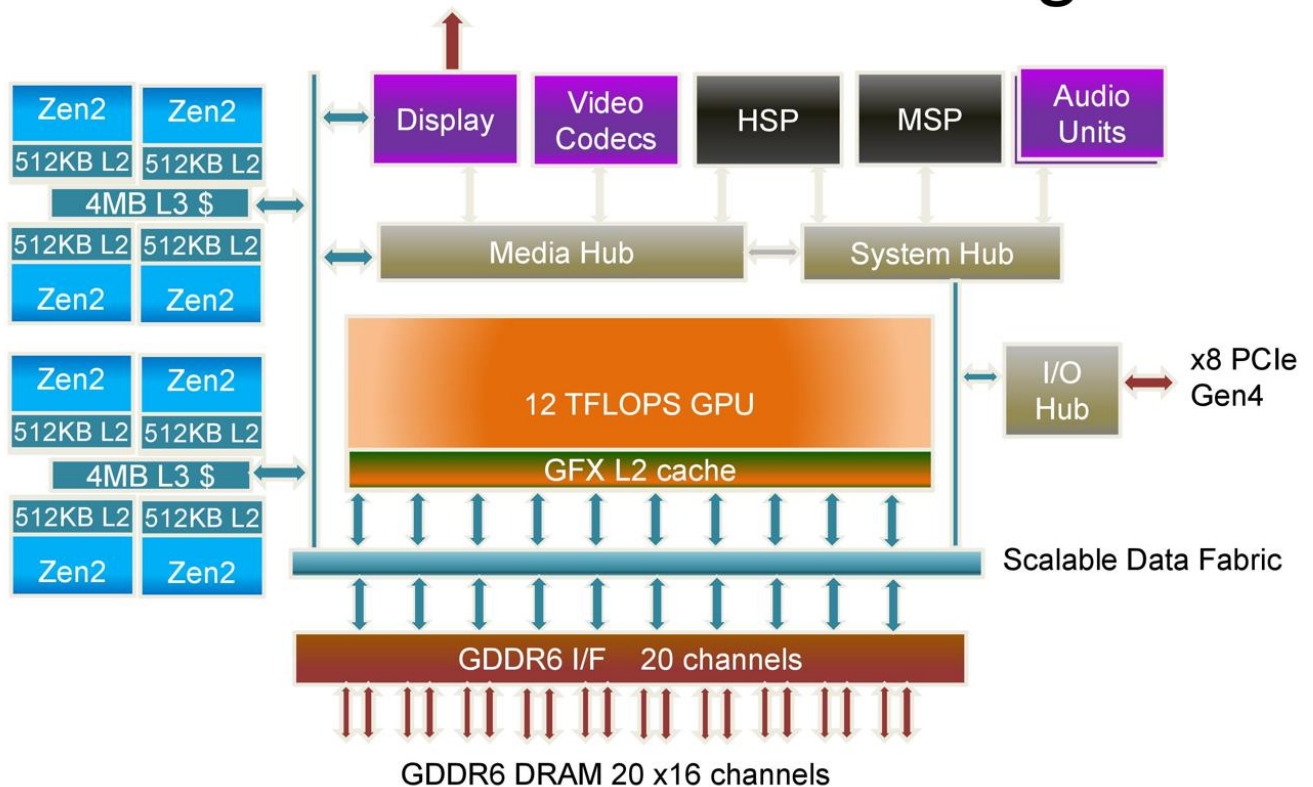 Zen2 Zen2
512KB L2 512KB L2
4MB L3 $
512KB L2 512KB L2
Zen2 Zen2
Zen2 Zen2
512KB L2 512KB L2
4MB L3 $
512KB L2 512KB L2
Zen2 Zen2
Display
Video
Codecs
HSP
MSP
Audio
Units
Media Hub
System Hub
12 TFLOPS GPU
GFX L2 cache
I/O
Hub
x8 PCIe
Gen4
Scalable Data Fabric
GDDR6 I/F 20 channels
GDDR6 DRAM 20 x16 channels